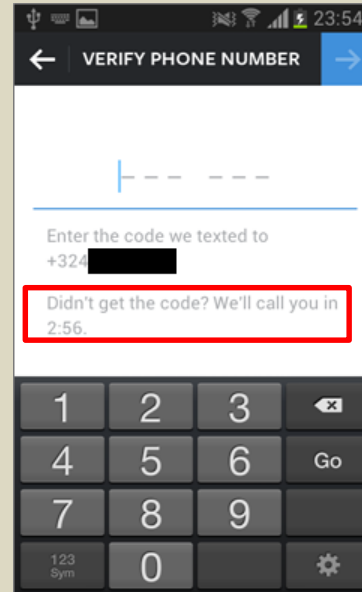 23:54
VERIFY PHONE NUMBER
Enter the code we texted to
+324
Didn't get the code? We'll call you in
2:56.
1 2 3
4 5 6 Go
7 8 9
123
Sym
0